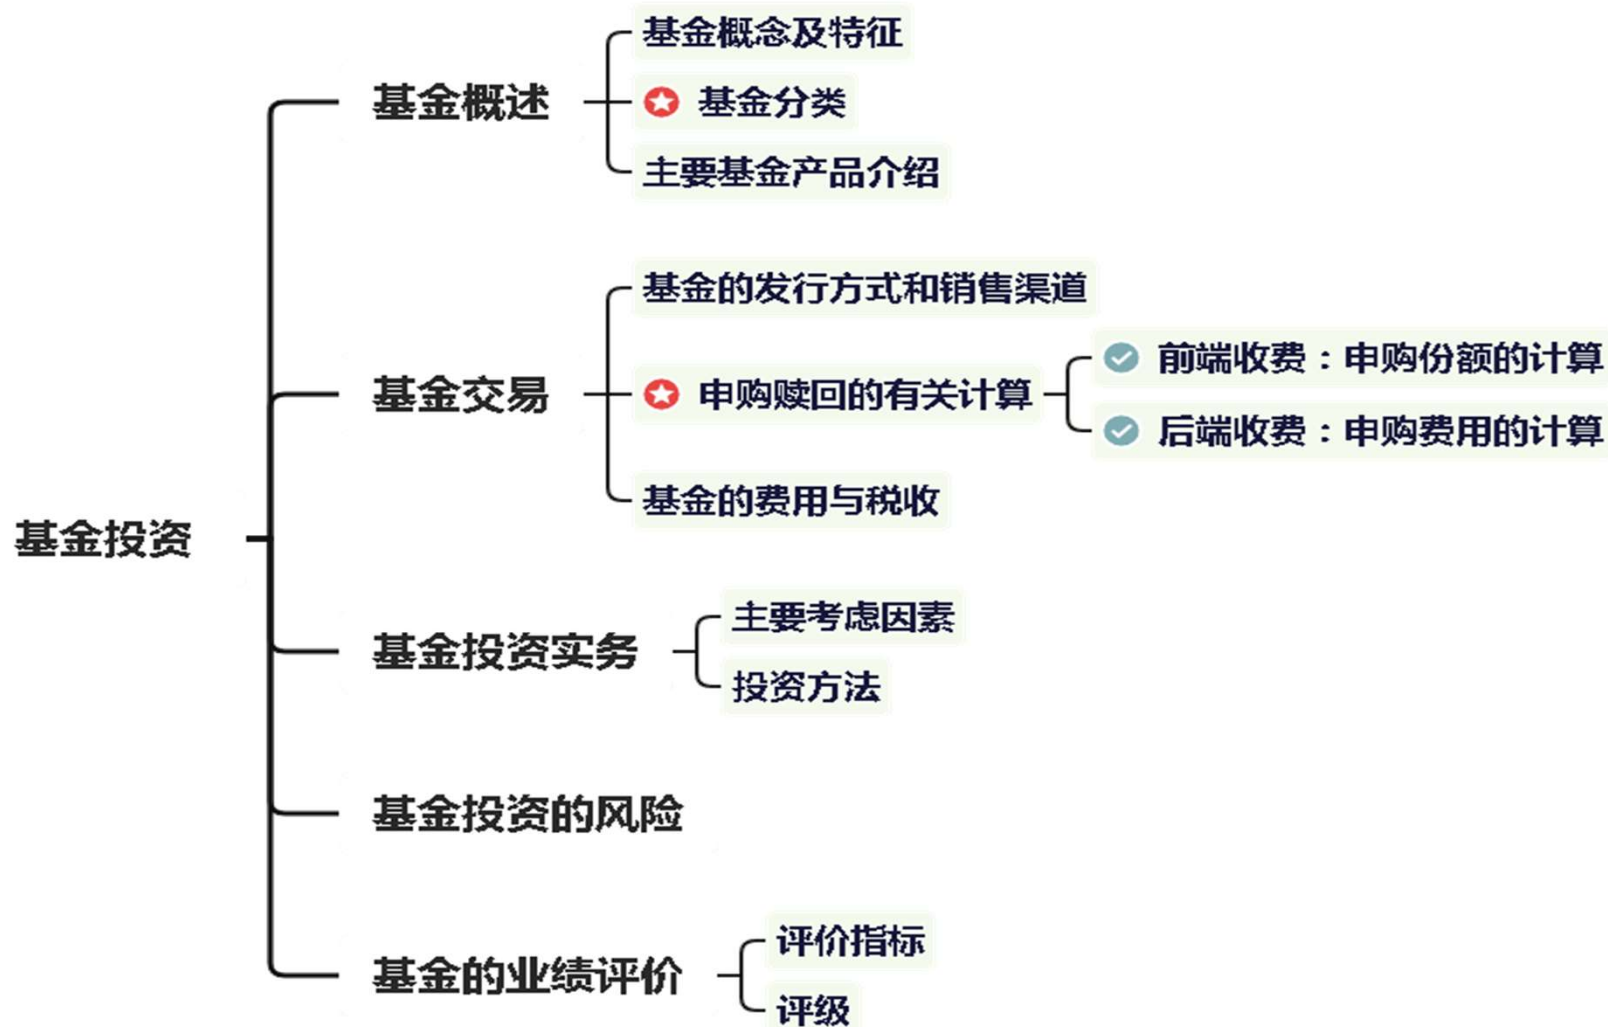 基金投资
基金概述
基金概念及特征
基金分类
主要基金产品介绍
基金交易
基金的发行方式和销售渠道
申购赎回的有关计算
前端收费：申购份额的计算
后端收费：申购费用的计算
基金的费用与税收
基金投资实务
主要考虑因素
投资方法
基金投资的风险
基金的业绩评价
评价指标
评级